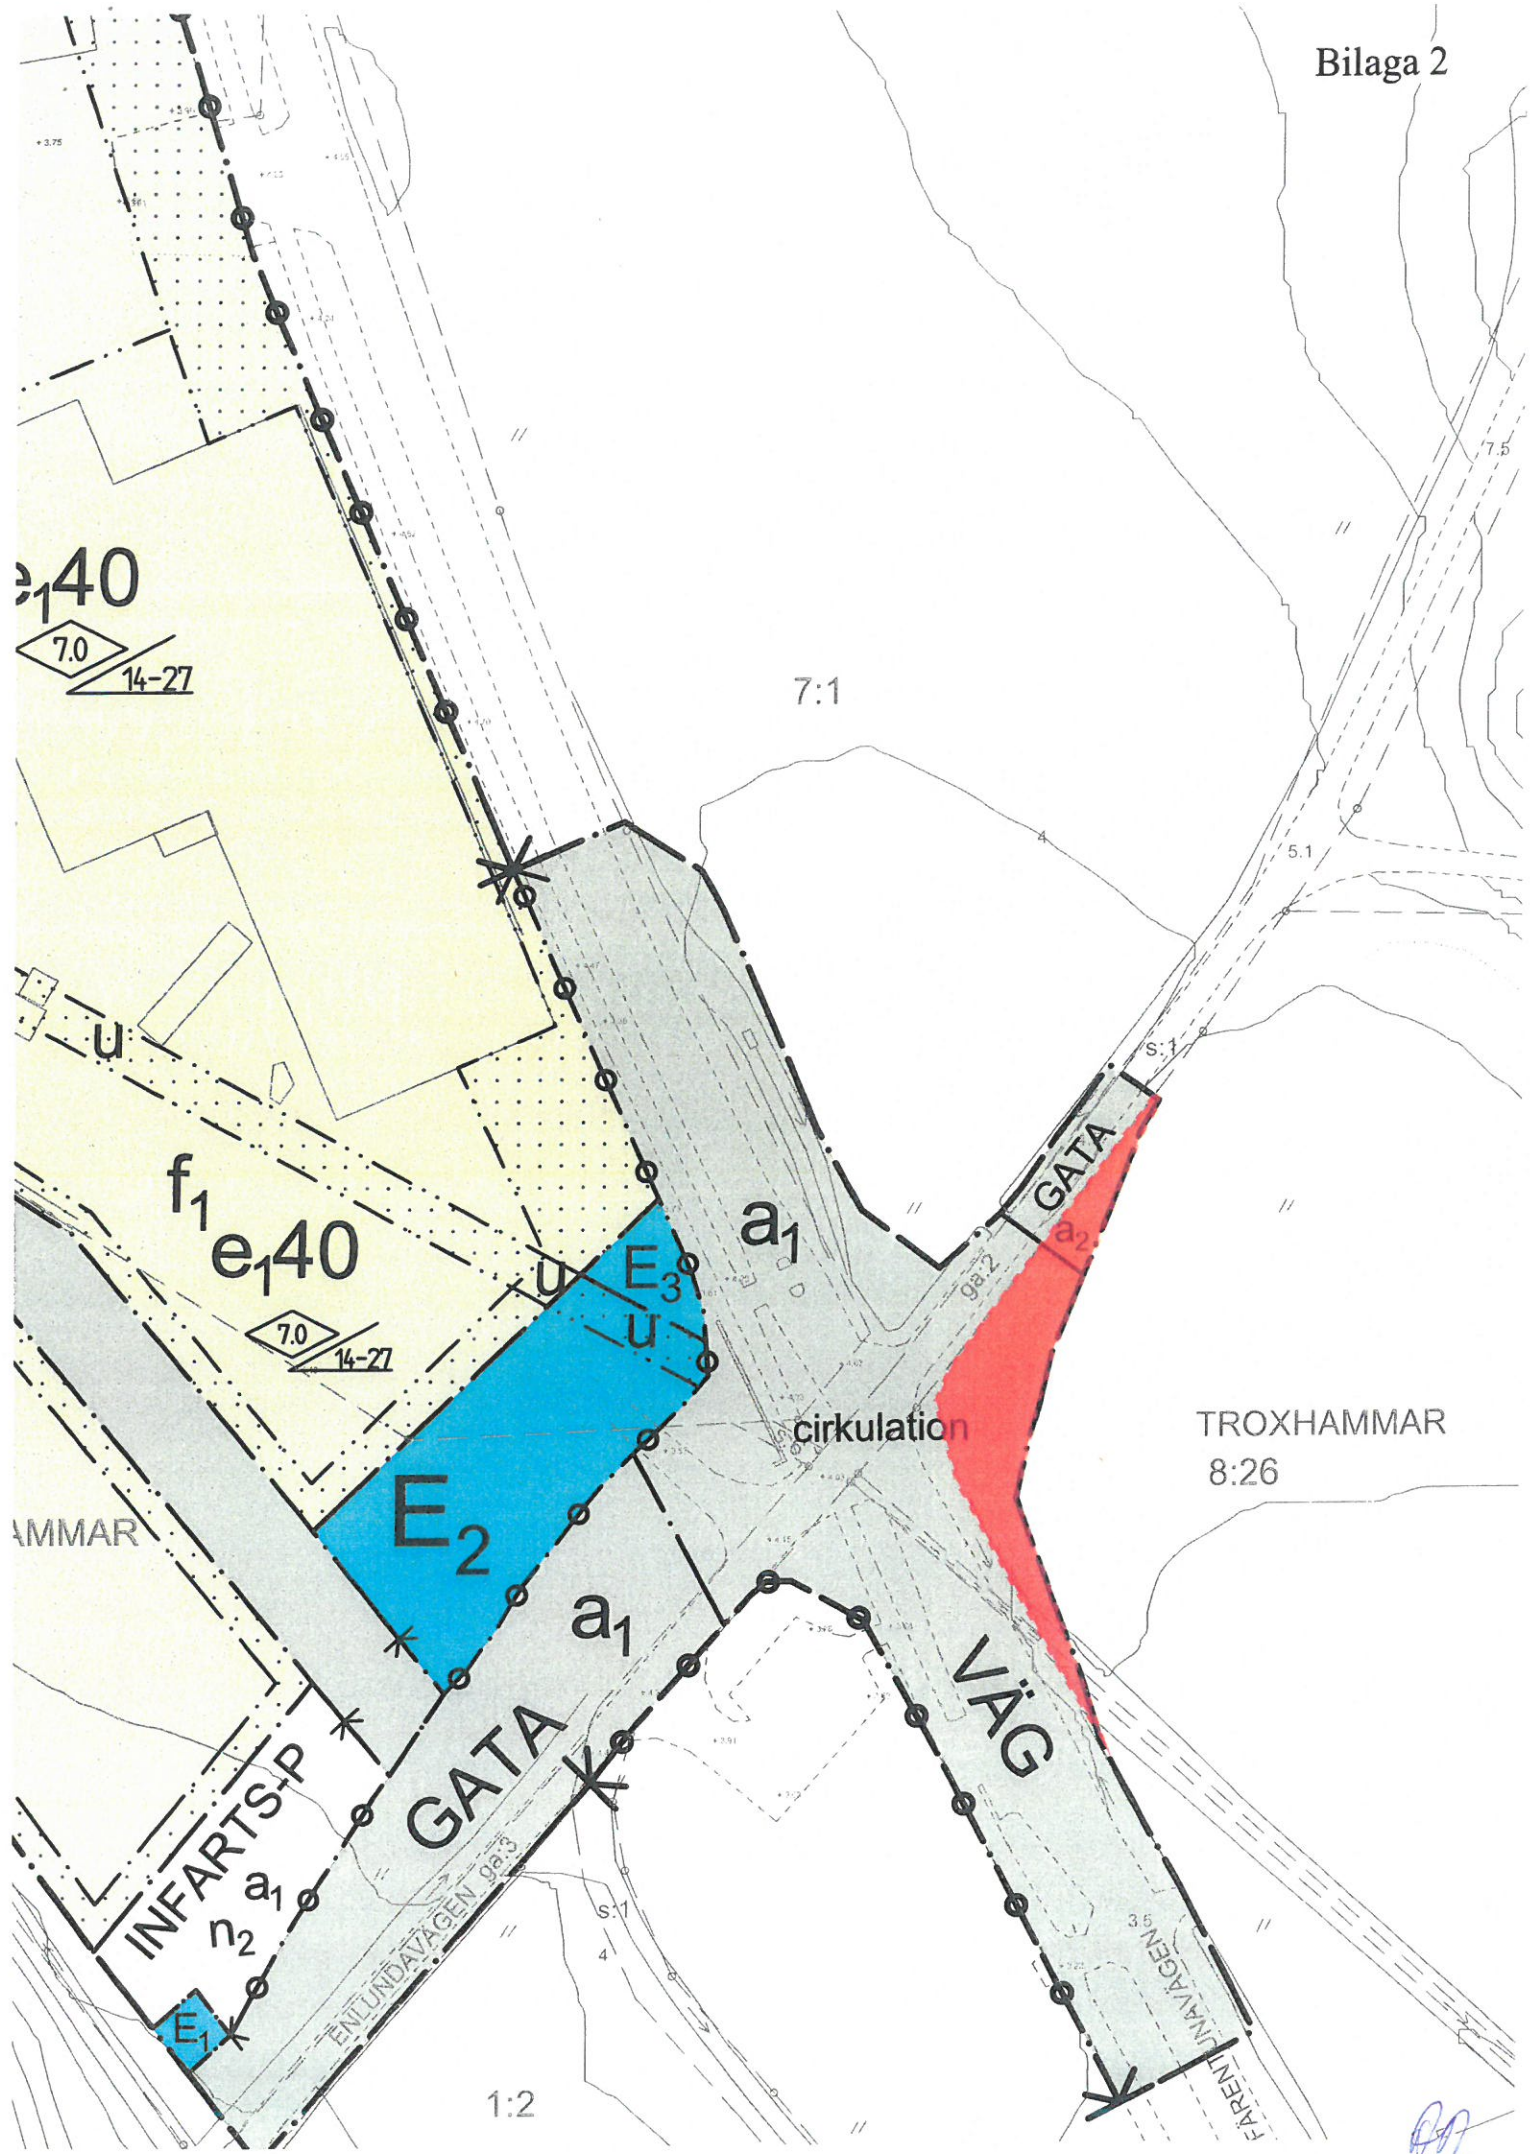 Bilaga 2
3.75
7.5
e₁40
7.0
14-27
7:1
4
5.1
s:1
u
GATA
f₁
a₁
e₁40
a₂
u
E₃
ga:2
u
7.0
14-27
cirkulation
TROXHAMMAR
8:26
E₂
AMMAR
a₁
VÄG
GATA
INFARTS-P
ga:3
a₁
s:1
n₂
3.5
4
ENLUNDAVÄGEN
E₁
FÄRENTUNAVÄGEN
1:2